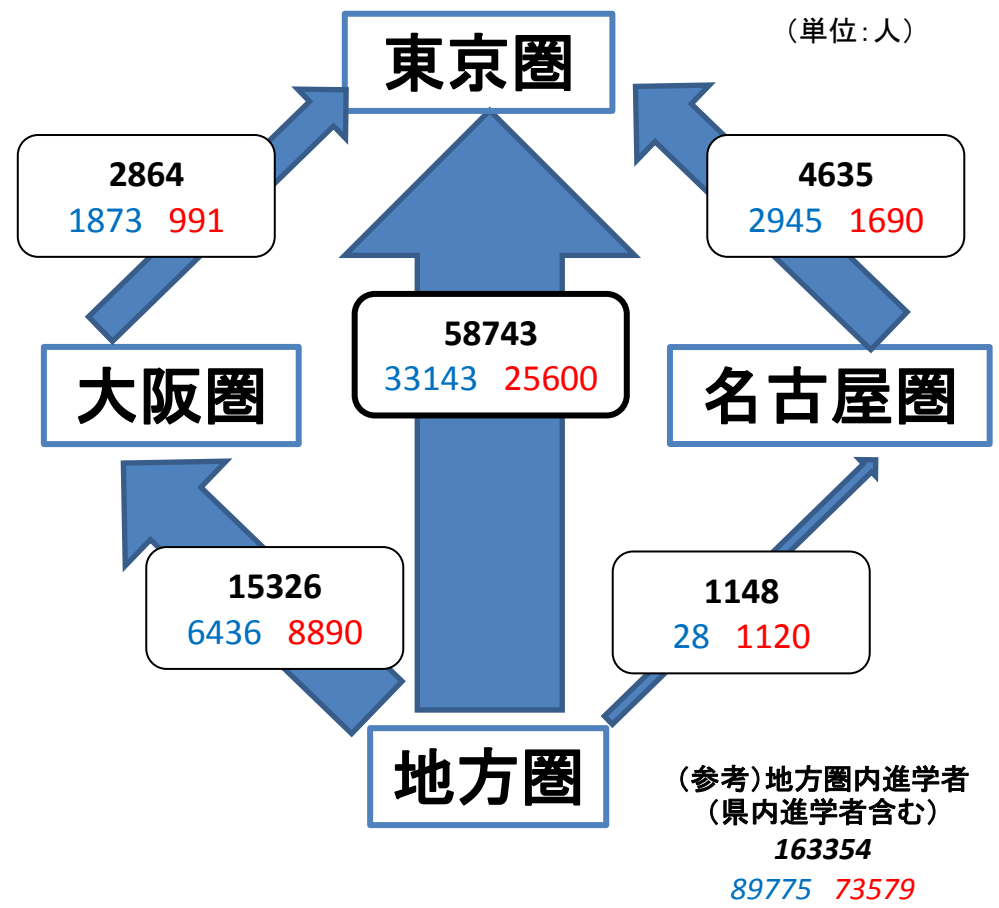 （単位：人）
東京圏
2864
1873 991
4635
2945 1690
58743
33143 25600
大阪圏
名古屋圏
15326
6436 8890
1148
28 1120
地方圏
（参考）地方圏内進学者
（県内進学者含む）
163354
89775 73579